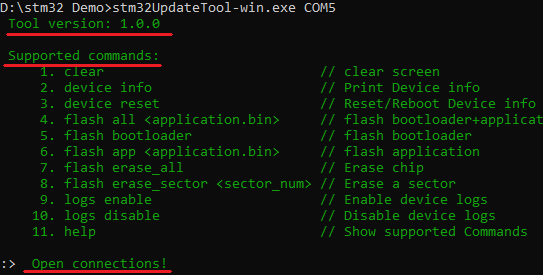 D:\stm32 Demo>stm32UpdateTool-win.exe COM5
Tool version: 1.0.0
Supported commands:
1. clear // clear screen
2. device info // Print Device info
3. device reset // Reset/Reboot Device info
4. flash all <application.bin> // flash bootloader+applicat
5. flash bootloader // flash bootloader
6. flash app <application.bin> // flash application
7. flash erase_all // Erase chip
8. flash erase_sector <sector_num> // Erase a sector
9. logs enable // Enable device logs
10. logs disable // Disable device logs
11. help // Show supported Commands
:> Open connections!